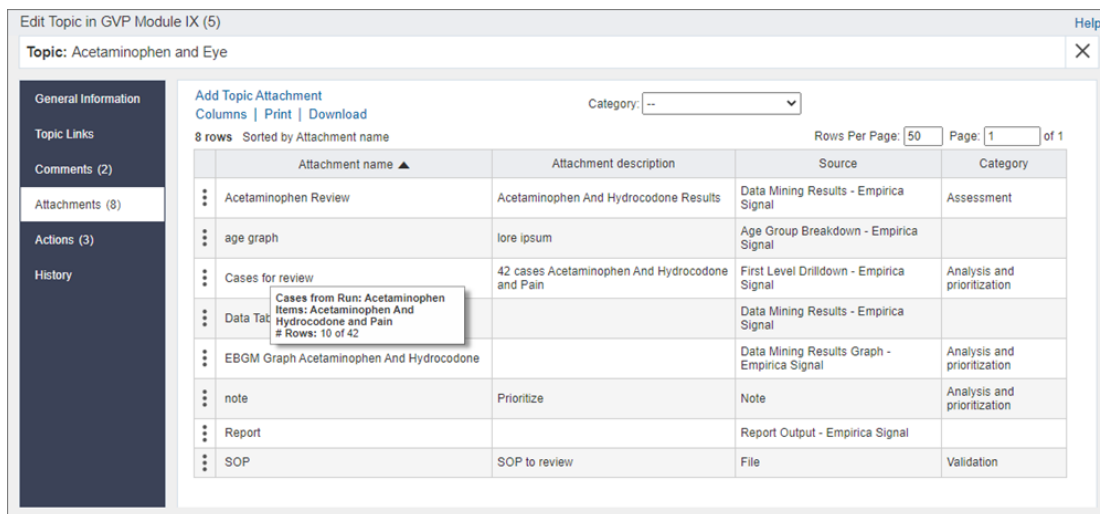 Edit Topic in GVP Module IX (5)
Help
Topic: Acetaminophen and Eye
General Information
Topic Links
Comments (2)
Attachments (8)
Actions (3)
History
Add Topic Attachment
Columns | Print | Download
Category: --
8 rows Sorted by Attachment name
Rows Per Page: 50 Page: 1 of 1
Attachment name ▲ Attachment description Source Category
Acetaminophen Review Acetaminophen And Hydrocodone Results Data Mining Results - Empirica
Signal Assessment
age graph lore ipsum Age Group Breakdown - Empirica
Signal
Cases for review 42 cases Acetaminophen And Hydrocodone
and Pain First Level Drilldown - Empirica
Signal Analysis and
prioritization
Cases from Run: Acetaminophen
Items: Acetaminophen And
Hydrocodone and Pain
# Rows: 10 of 42
Data Mining Results - Empirica
Signal
EBGM Graph Acetaminophen And Hydrocodone Data Mining Results Graph -
Empirica Signal Analysis and
prioritization
note Prioritize Note Analysis and
prioritization
Report Report Output - Empirica Signal
SOP SOP to review File Validation